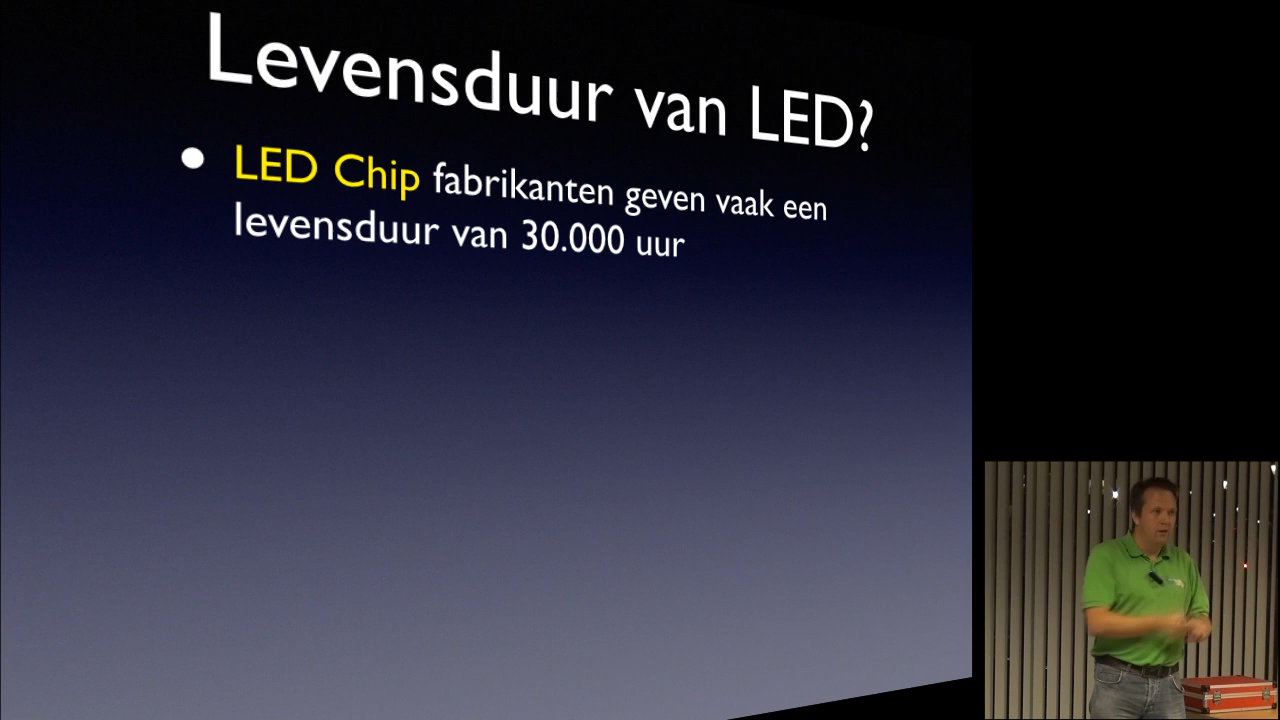 Levensduur van LED?
LED Chip fabrikanten geven vaak een
levensduur van 30.000 uur